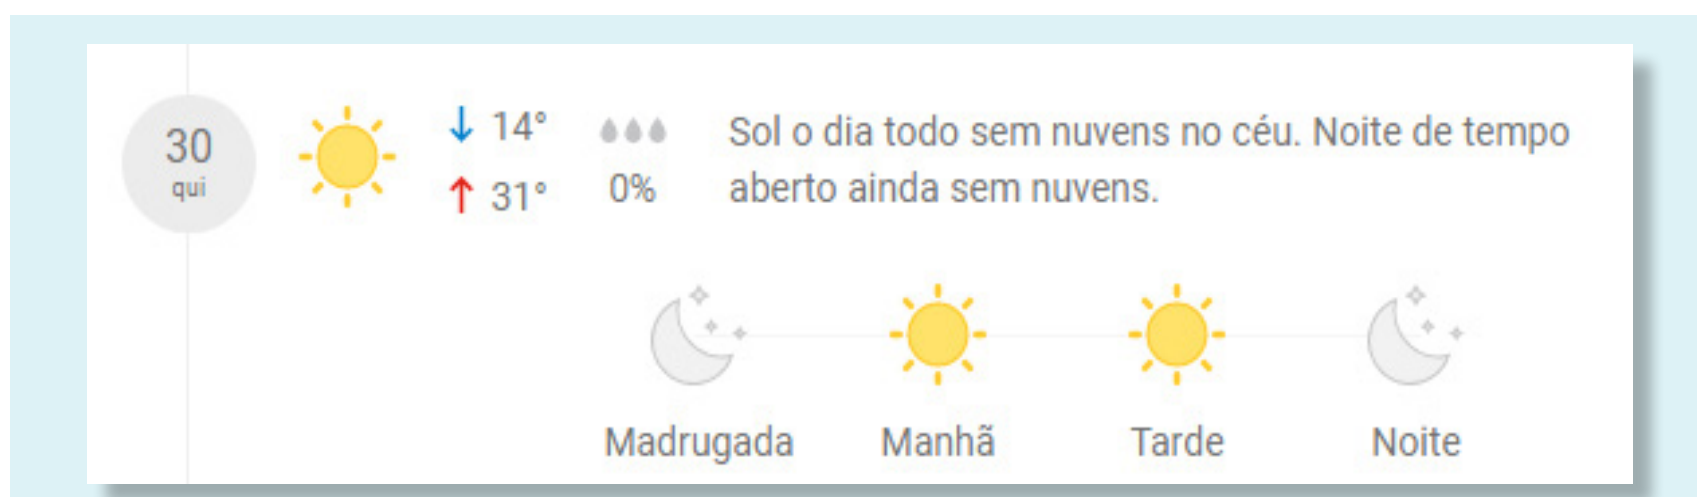 30
qui
14°
31°
0%
Sol o dia todo sem nuvens no céu. Noite de tempo
aberto ainda sem nuvens.
Madrugada Manhã Tarde Noite